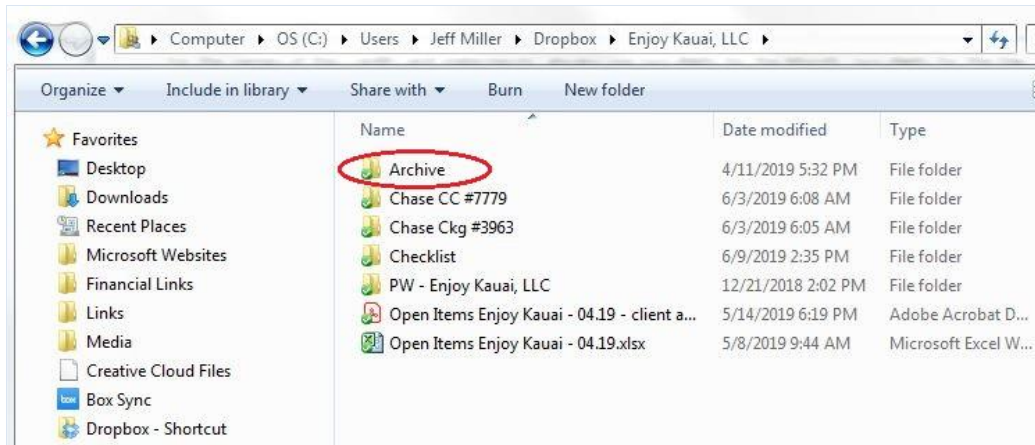 Computer OS (C:) Users Jeff Miller Dropbox Enjoy Kauai, LLC
Organize Include in library Share with Burn New folder
Favorites
Desktop
Downloads
Recent Places
Microsoft Websites
Financial Links
Links
Media
Creative Cloud Files
box Box Sync
Dropbox - Shortcut
Name Date modified Type
Archive 4/11/2019 5:32 PM File folder
Chase CC #7779 6/3/2019 6:08 AM File folder
Chase Ckg #3963 6/3/2019 6:05 AM File folder
Checklist 6/9/2019 2:35 PM File folder
PW - Enjoy Kauai, LLC 12/21/2018 2:02 PM File folder
Open Items Enjoy Kauai - 04.19 - client a... 5/14/2019 6:19 PM Adobe Acrobat D...
Open Items Enjoy Kauai - 04.19.xlsx 5/8/2019 9:44 AM Microsoft Excel W...